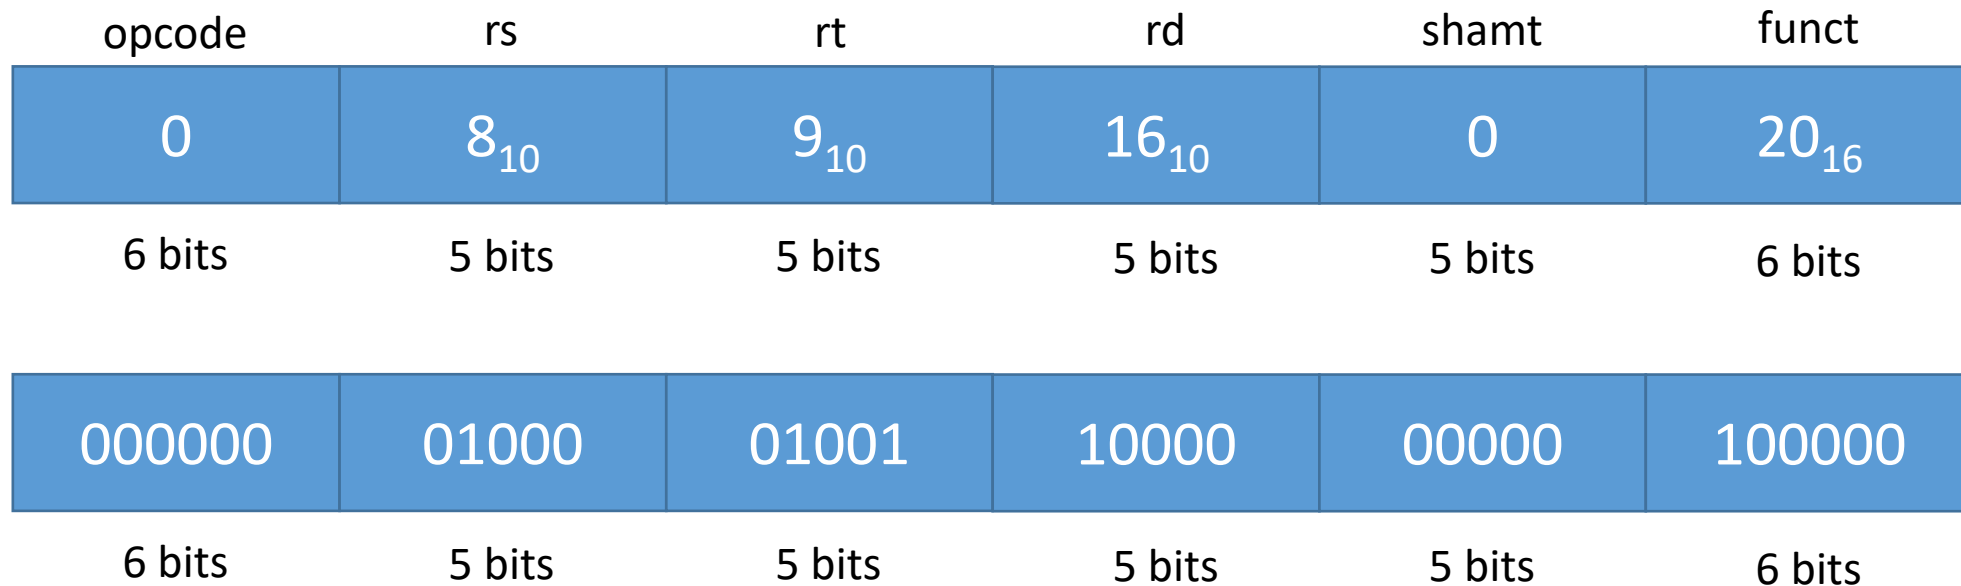 opcode rs rt rd shamt funct
0 8₁₀ 9₁₀ 16₁₀ 0 20₁₆
6 bits 5 bits 5 bits 5 bits 5 bits 6 bits
000000 01000 01001 10000 00000 100000
6 bits 5 bits 5 bits 5 bits 5 bits 6 bits